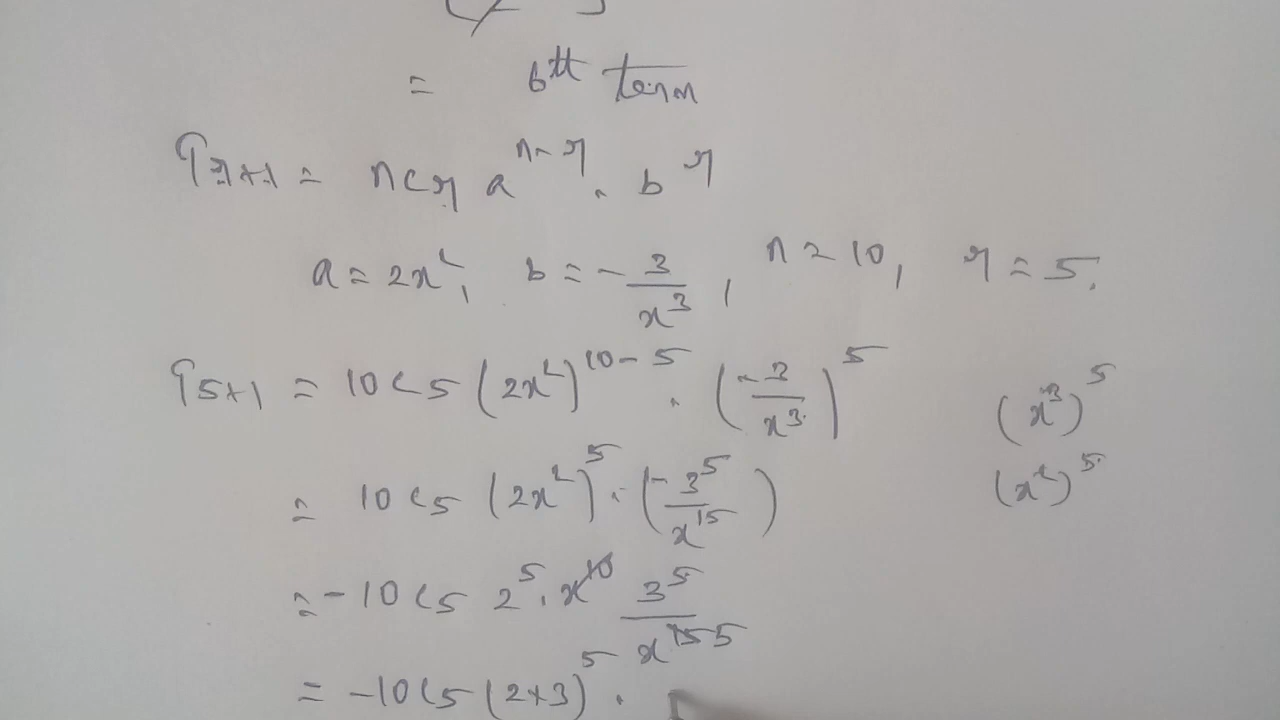 = 6th term
Tr+1 = ncr a^n-r . b^r
a = 2x², b = -3/x³, n = 10, r = 5.
T5+1 = 10c5 (2x²)^10-5 . (-3/x³)^5 (x³)^5
= 10c5 (2x²)^5 . (-3^5/x^15) (x²)^5
= -10c5 2^5 . x^10 3^5/x^15 5
= -10c5 (2×3)^5 .